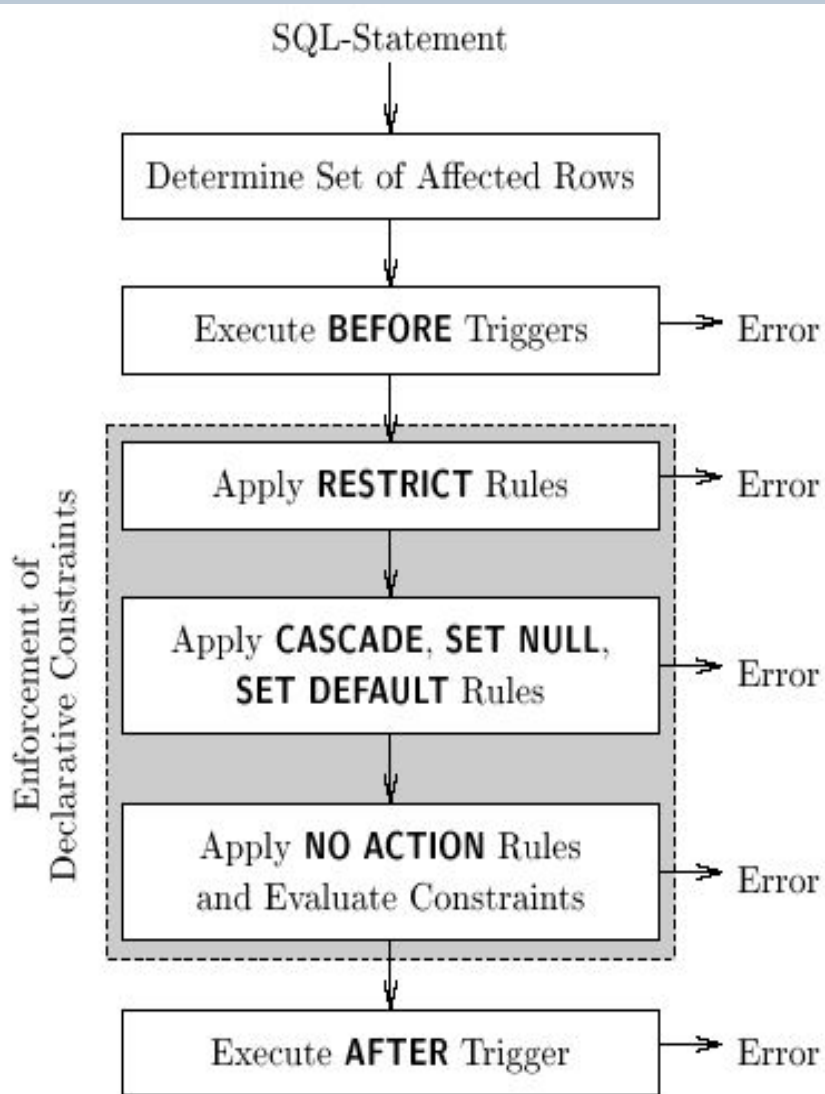 SQL-Statement
Determine Set of Affected Rows
Execute BEFORE Triggers
Error
Enforcement of
Declarative Constraints
Apply RESTRICT Rules
Error
Apply CASCADE, SET NULL,
SET DEFAULT Rules
Error
Apply NO ACTION Rules
and Evaluate Constraints
Error
Execute AFTER Trigger
Error